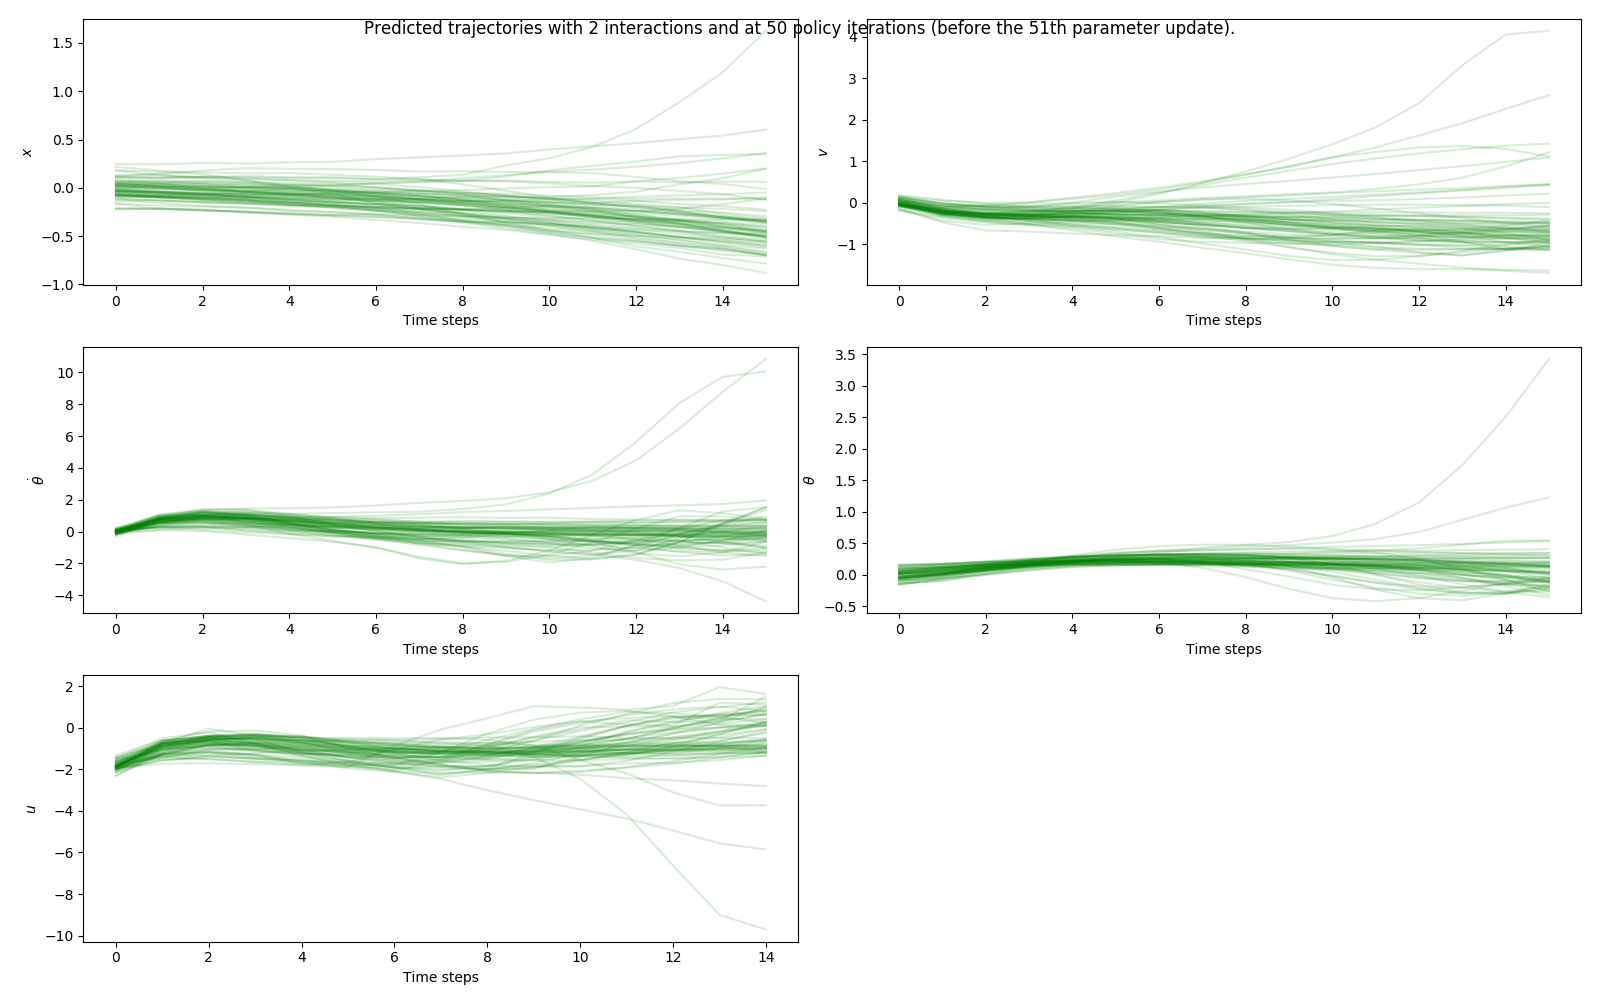 Predicted trajectories with 2 interactions and at 50 policy iterations (before the 51th parameter update).
1.5
1.0
0.5
0.0
−0.5
−1.0
x
0 2 4 6 8 10 12 14
Time steps
4
3
2
1
0
−1
v
0 2 4 6 8 10 12 14
Time steps
10
8
6
4
2
0
−2
−4
θ̇
0 2 4 6 8 10 12 14
Time steps
3.5
3.0
2.5
2.0
1.5
1.0
0.5
0.0
−0.5
θ
0 2 4 6 8 10 12 14
Time steps
2
0
−2
−4
−6
−8
−10
u
0 2 4 6 8 10 12 14
Time steps